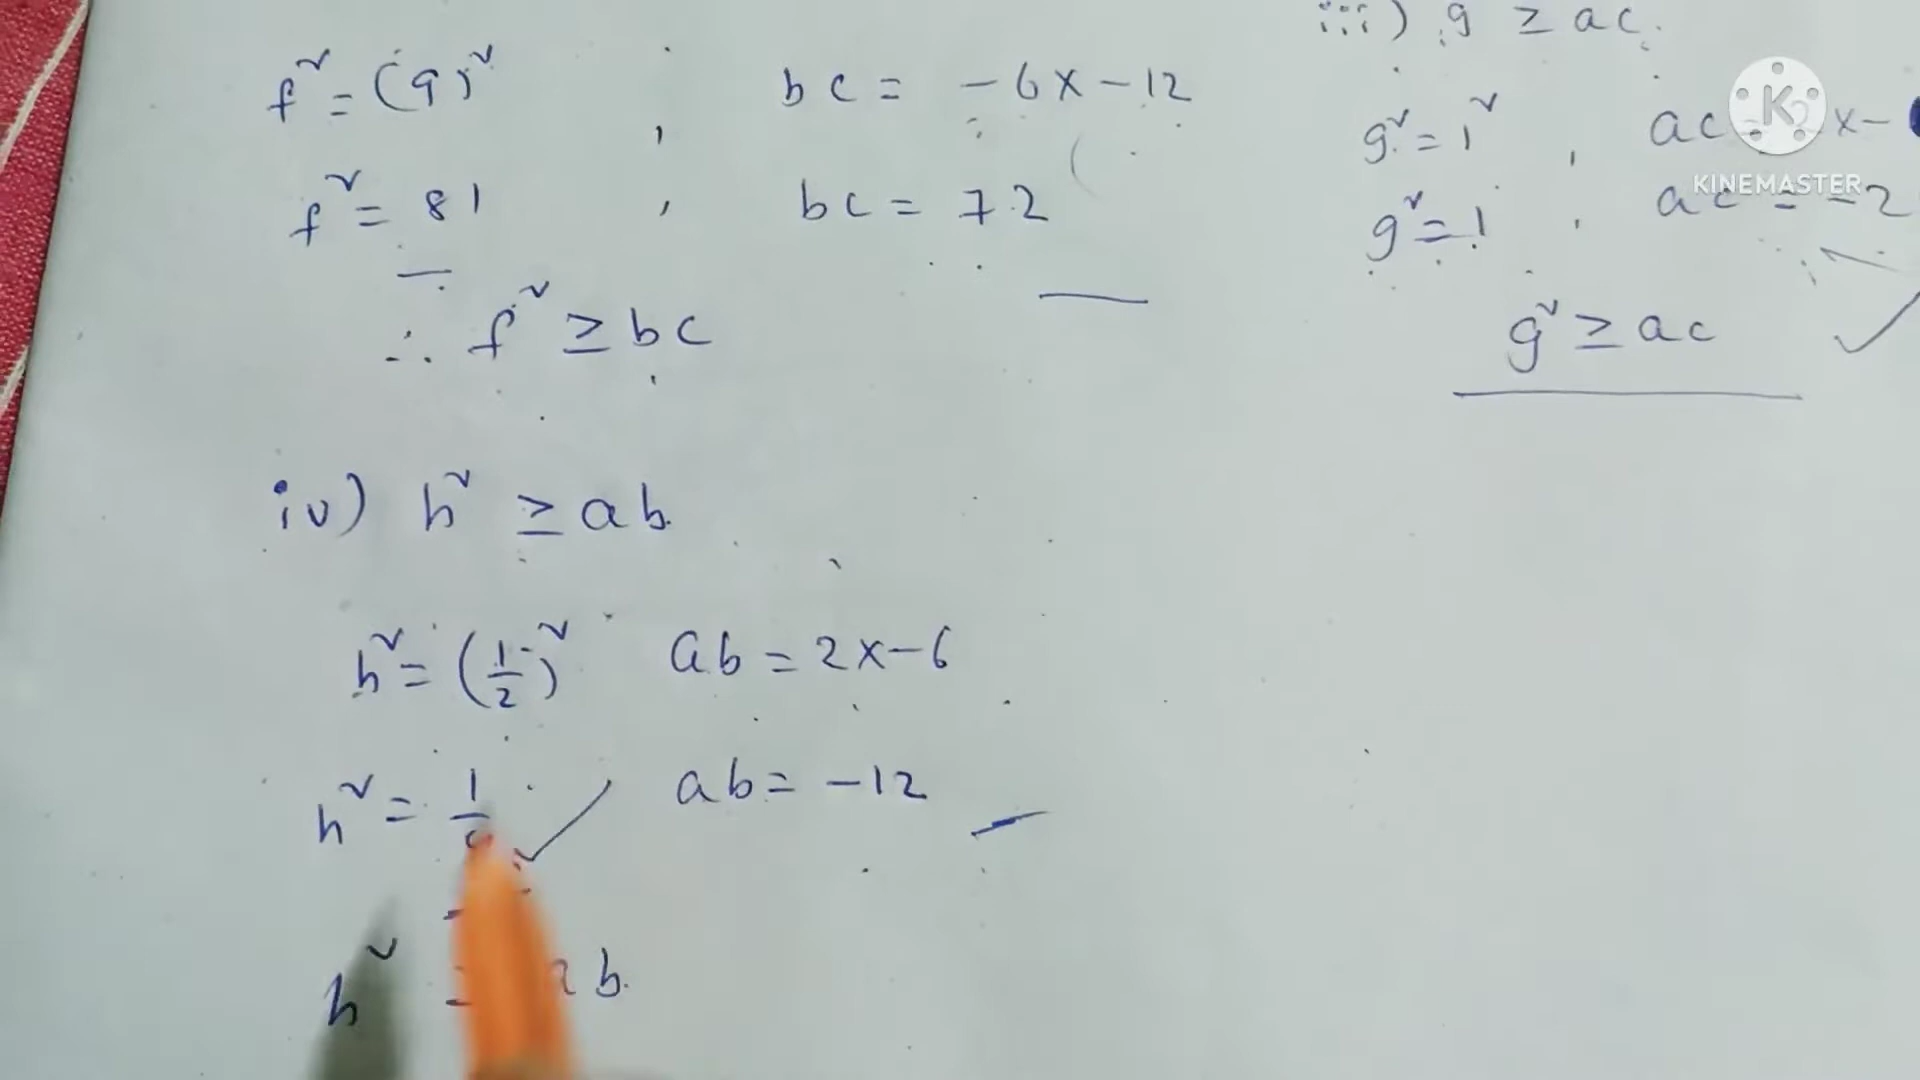 f² = (9)² , bc = -6x-12
f² = 81 , bc = 72
∴ f² ≥ bc
iv) h² ≥ ab.
h² = (1/2)² ab = 2x-6
h² = 1/ ab = -12
h² ab.
iii) g ≥ ac.
g² = 1² , ac x-
g² = 1 , ac = -2
g² ≥ ac
K
KINEMASTER